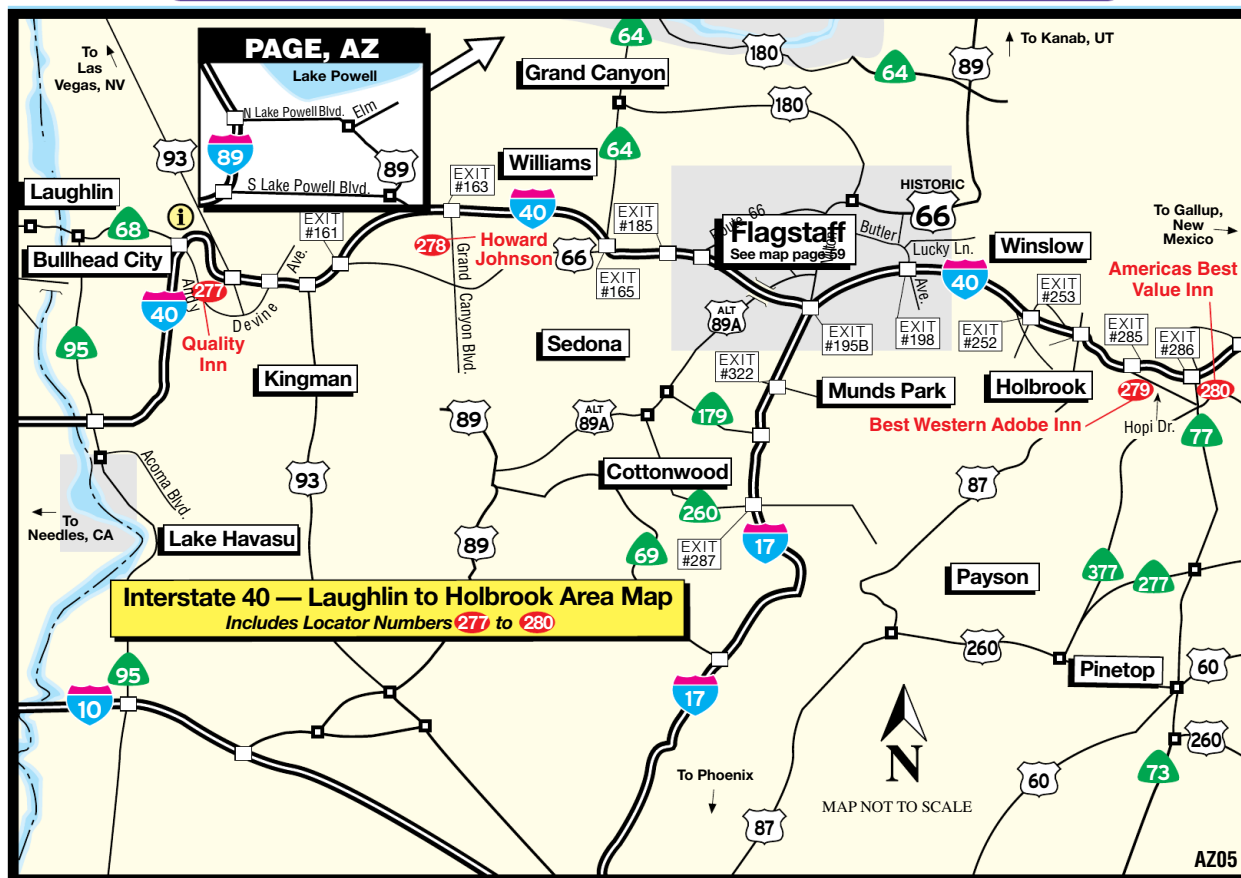 To
Las
Vegas, NV
PAGE, AZ
Lake Powell
N Lake Powell Blvd.
Elm
89
89
S Lake Powell Blvd.
64
180
Grand Canyon
64
89
To Kanab, UT
180
93
64
Williams
EXIT
#163
Laughlin
i
68
EXIT
#161
40
EXIT
#185
HISTORIC
66
Route 66
Butler
Lucky Ln.
Flagstaff
See map page 59
Winslow
To Gallup,
New
Mexico
Bullhead City
278
Howard
Johnson
66
EXIT
#165
Ave.
Andy
277
Devine
Grand Canyon Blvd.
40
Quality
Inn
95
ALT
89A
EXIT
#195B
EXIT
#198
Ave.
40
EXIT
#252
EXIT
#253
EXIT
#285
EXIT
#286
Americas Best
Value Inn
Sedona
EXIT
#322
Kingman
Munds Park
Holbrook
279
280
Best Western Adobe Inn
Hopi Dr.
77
89
ALT
89A
179
Acoma Blvd.
93
Cottonwood
87
To
Needles, CA
260
Lake Havasu
89
69
EXIT
#287
17
Payson
377
277
Interstate 40 — Laughlin to Holbrook Area Map
Includes Locator Numbers 277 to 280
95
260
Pinetop
60
10
17
N
260
73
To Phoenix
60
MAP NOT TO SCALE
87
AZ05